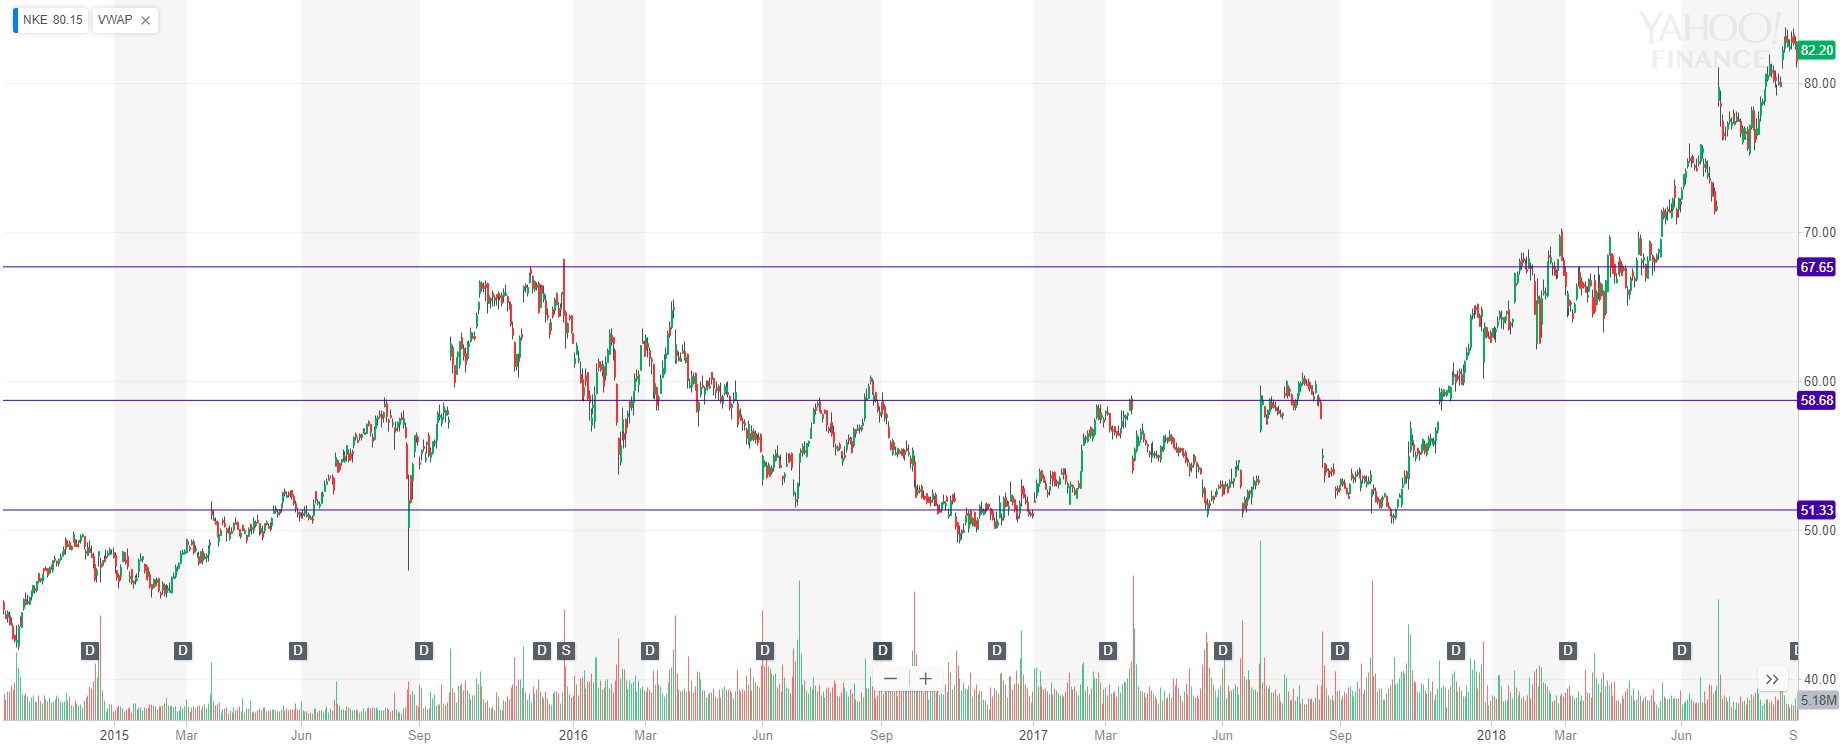 NKE 80.15 VWAP ✕
YAHOO!
FINANCE
82.20
80.00
70.00
67.65
60.00
58.68
51.33
50.00
D D D D D S D D D D D D D D D D
− +
40.00
5.18M
2015 Mar Jun Sep 2016 Mar Jun Sep 2017 Mar Jun Sep 2018 Mar Jun S